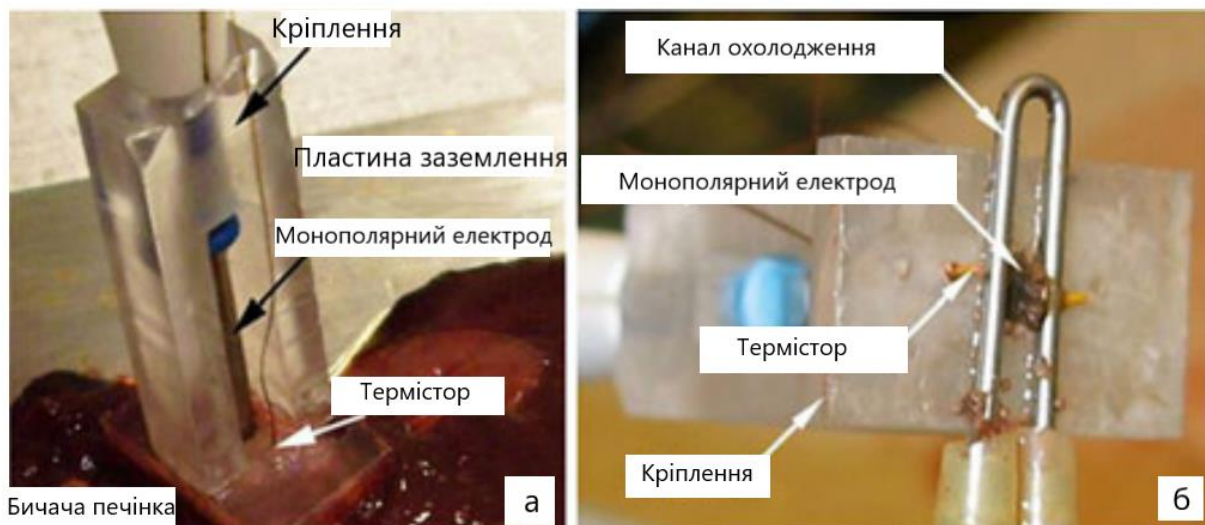 Кріплення
Пластина заземлення
Монополярний електрод
Термістор
Бичача печінка
а
Канал охолодження
Монополярний електрод
Термістор
Кріплення
б